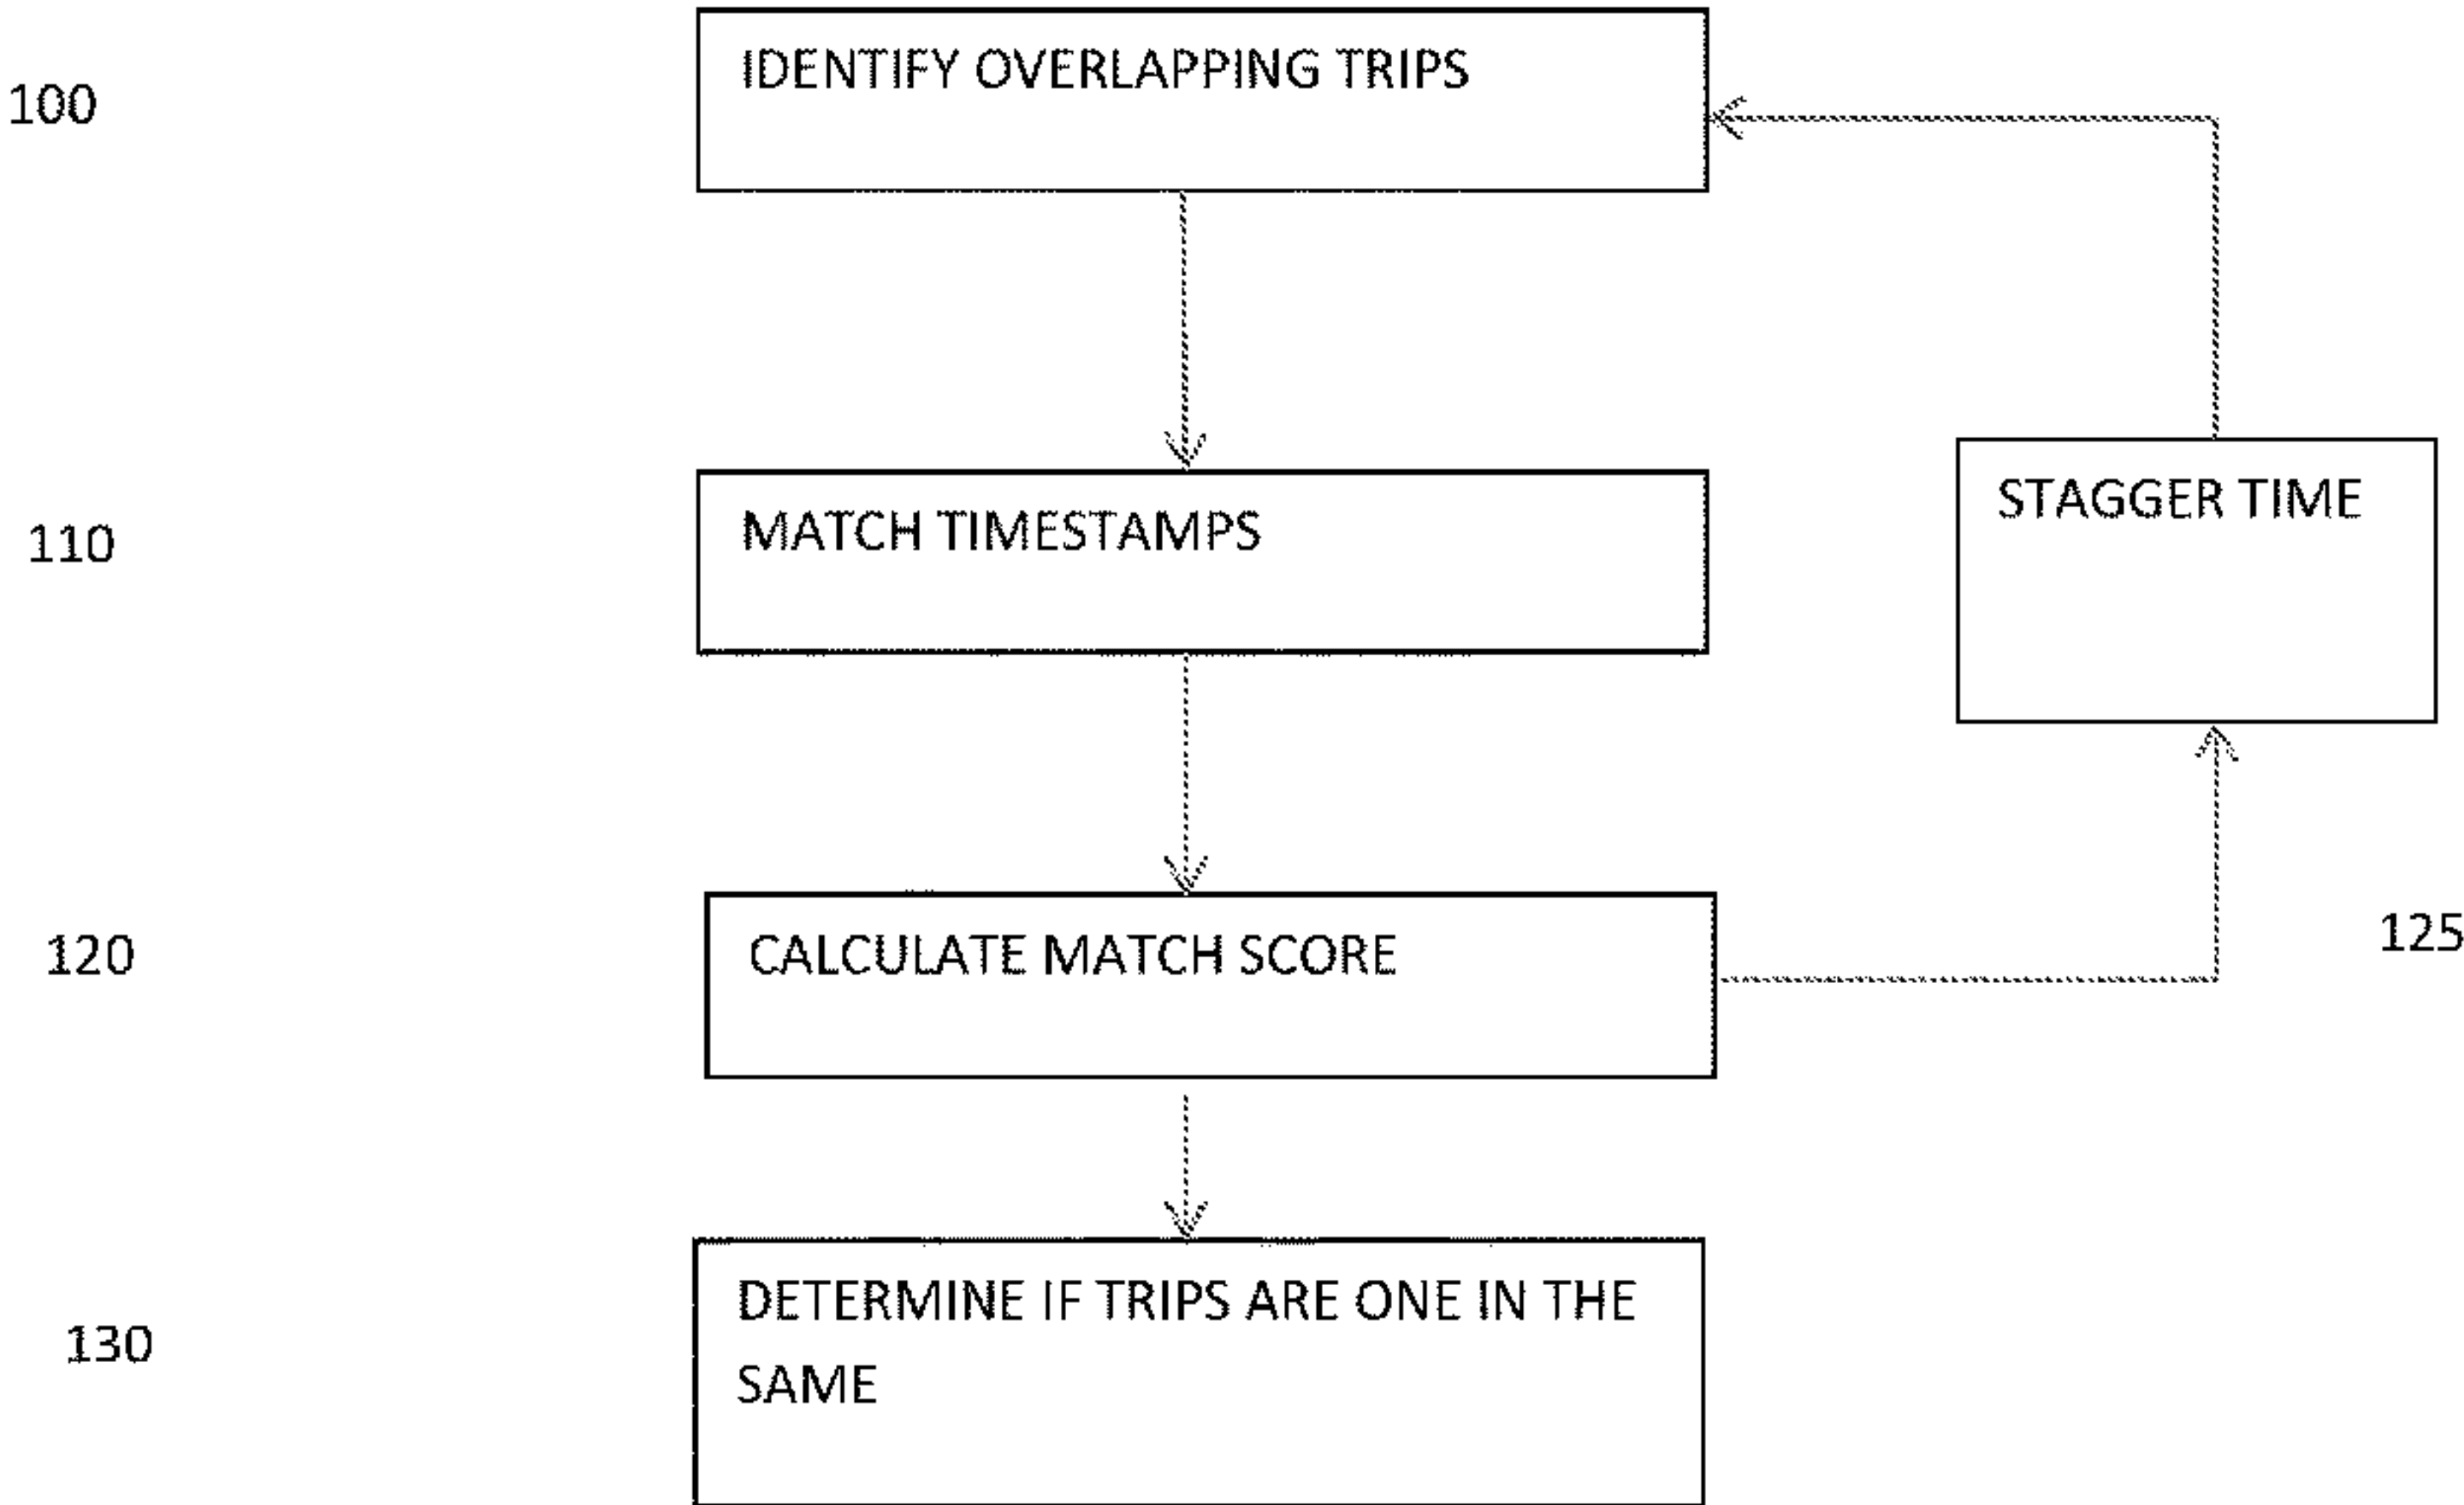 100
IDENTIFY OVERLAPPING TRIPS
110
MATCH TIMESTAMPS
STAGGER TIME
120
CALCULATE MATCH SCORE
125
130
DETERMINE IF TRIPS ARE ONE IN THE
SAME